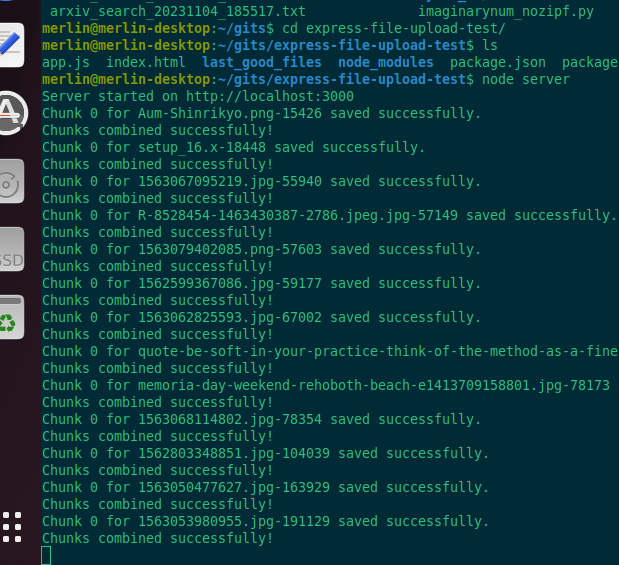 arxiv_search_20231104_185517.txt imaginarynum_nozipf.py
merlin@merlin-desktop:~/gits$ cd express-file-upload-test/
merlin@merlin-desktop:~/gits/express-file-upload-test$ ls
app.js index.html last_good_files node_modules package.json package
merlin@merlin-desktop:~/gits/express-file-upload-test$ node server
Server started on http://localhost:3000
Chunk 0 for Aum-Shinrikyo.png-15426 saved successfully.
Chunks combined successfully!
Chunk 0 for setup_16.x-18448 saved successfully.
Chunks combined successfully!
Chunk 0 for 1563067095219.jpg-55940 saved successfully.
Chunks combined successfully!
Chunk 0 for R-8528454-1463430387-2786.jpeg.jpg-57149 saved successfully.
Chunks combined successfully!
Chunk 0 for 1563079402085.png-57603 saved successfully.
Chunks combined successfully!
Chunk 0 for 1562599367086.jpg-59177 saved successfully.
Chunks combined successfully!
Chunk 0 for 1563062825593.jpg-67002 saved successfully.
Chunks combined successfully!
Chunk 0 for quote-be-soft-in-your-practice-think-of-the-method-as-a-fine
Chunks combined successfully!
Chunk 0 for memoria-day-weekend-rehoboth-beach-e1413709158801.jpg-78173
Chunks combined successfully!
Chunk 0 for 1563068114802.jpg-78354 saved successfully.
Chunks combined successfully!
Chunk 0 for 1562803348851.jpg-104039 saved successfully.
Chunks combined successfully!
Chunk 0 for 1563050477627.jpg-163929 saved successfully.
Chunks combined successfully!
Chunk 0 for 1563053980955.jpg-191129 saved successfully.
Chunks combined successfully!
SSD